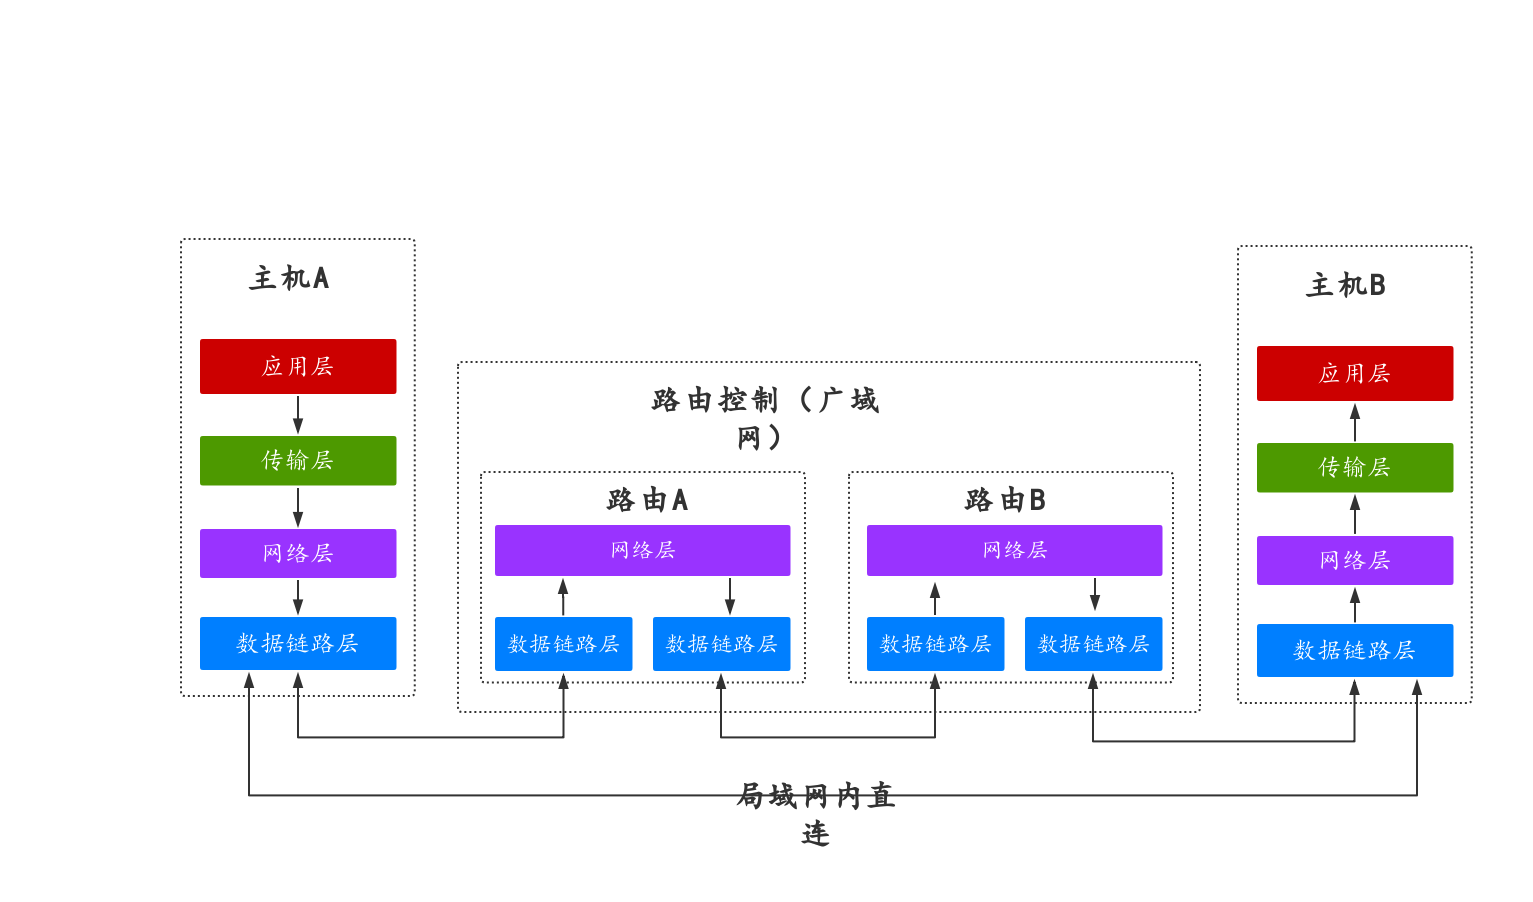 主机A
应用层
传输层
网络层
数据链路层
路由控制（广域
网）
路由A
网络层
数据链路层
数据链路层
路由B
网络层
数据链路层
数据链路层
主机B
应用层
传输层
网络层
数据链路层
局域网内直
连